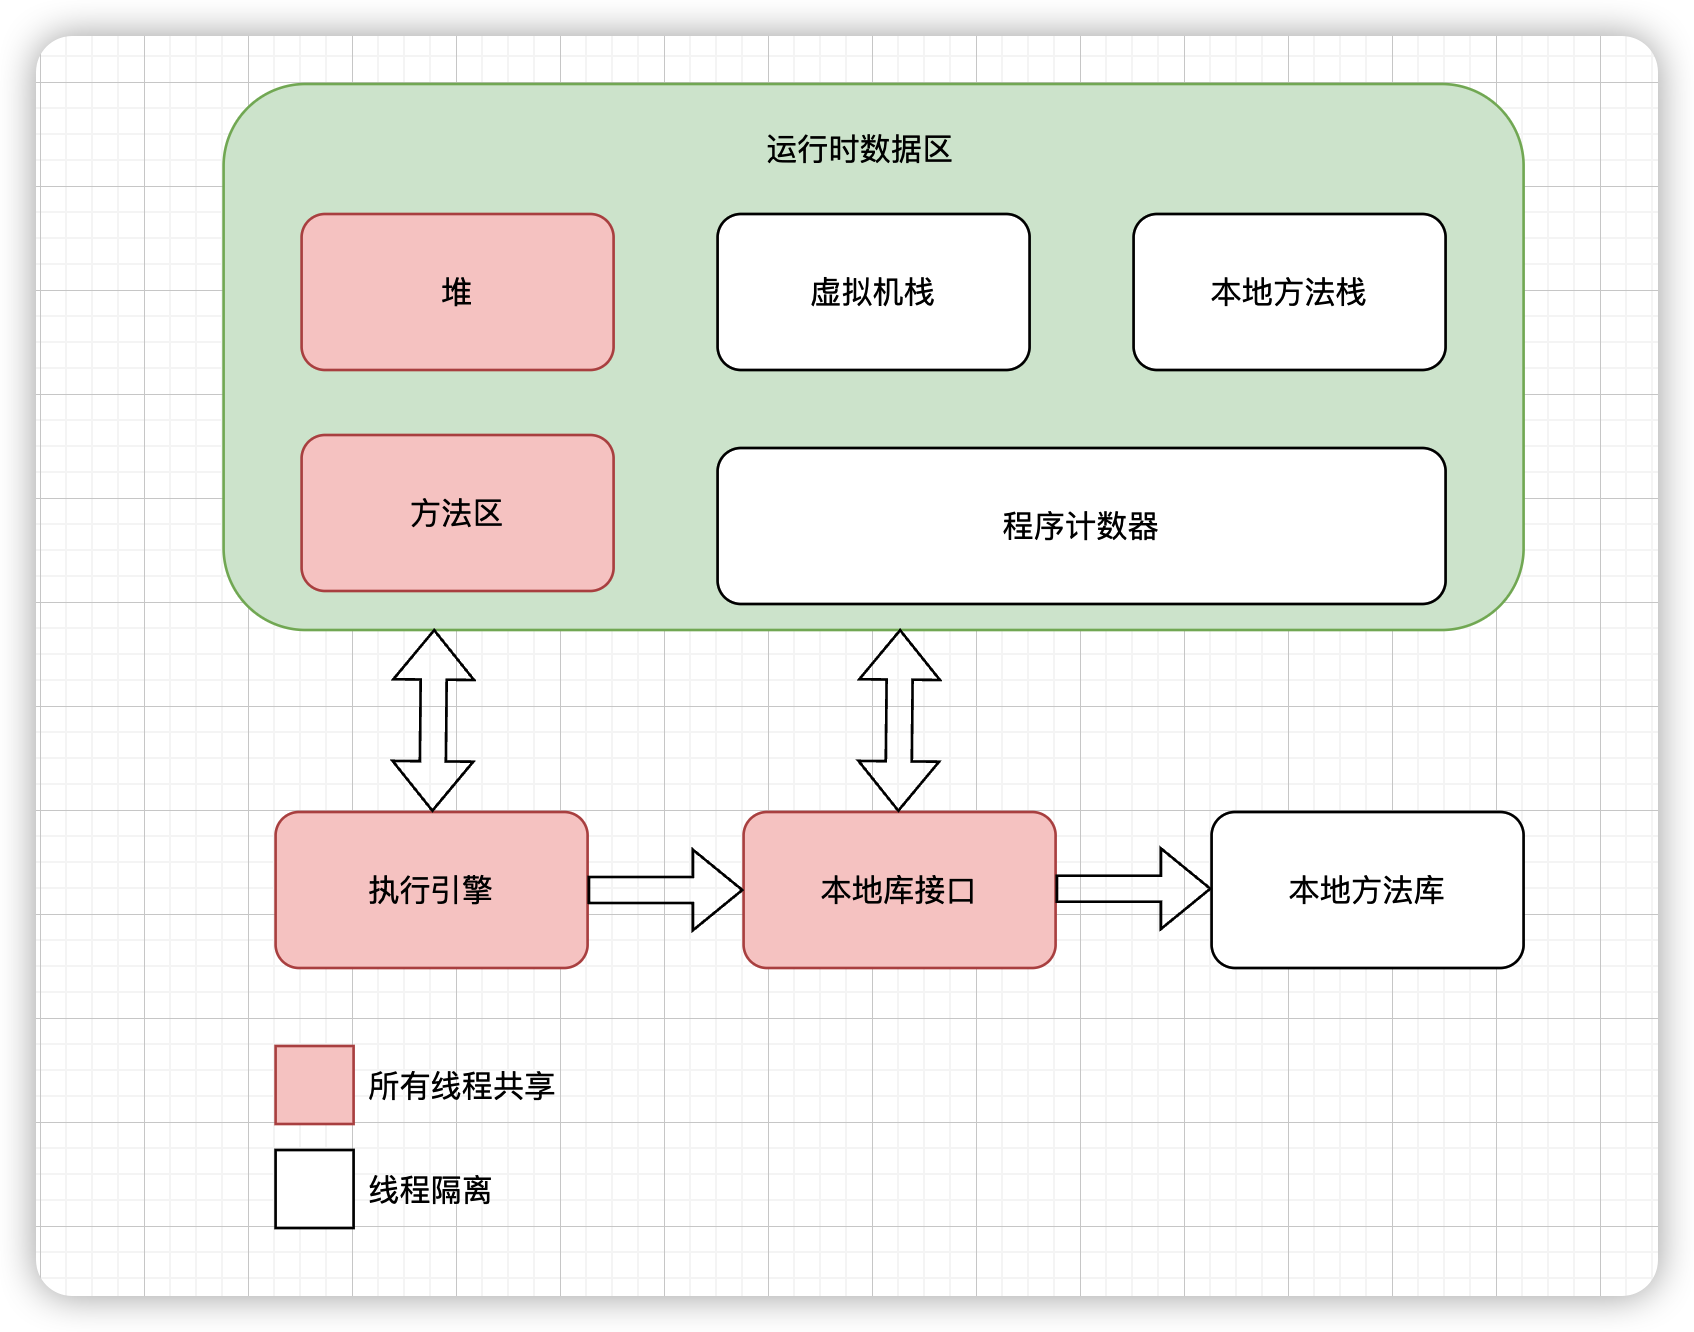 运行时数据区
堆
虚拟机栈
本地方法栈
方法区
程序计数器
执行引擎
本地库接口
本地方法库
所有线程共享
线程隔离